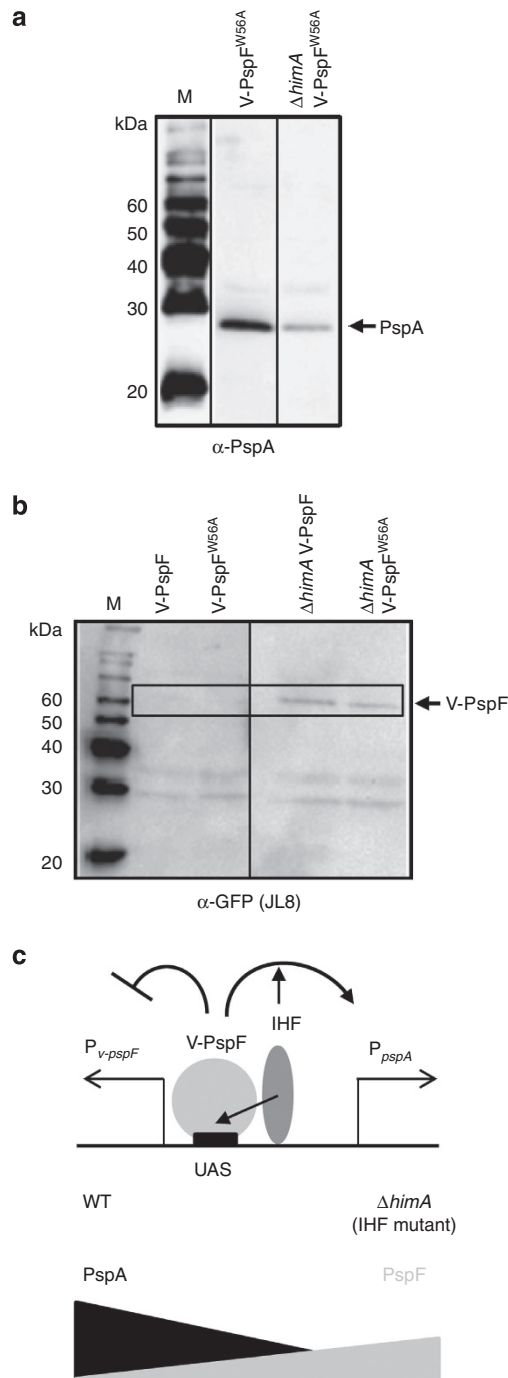 a
M
V-PspF^W56A
ΔhimA
V-PspF^W56A
kDa
60
50
40
30
20
PspA
α-PspA
b
M
V-PspF
V-PspF^W56A
ΔhimA V-PspF
ΔhimA
V-PspF^W56A
kDa
60
50
40
30
20
V-PspF
α-GFP (JL8)
c
IHF
P_v-pspF
V-PspF
P_pspA
UAS
WT
ΔhimA
(IHF mutant)
PspA
PspF